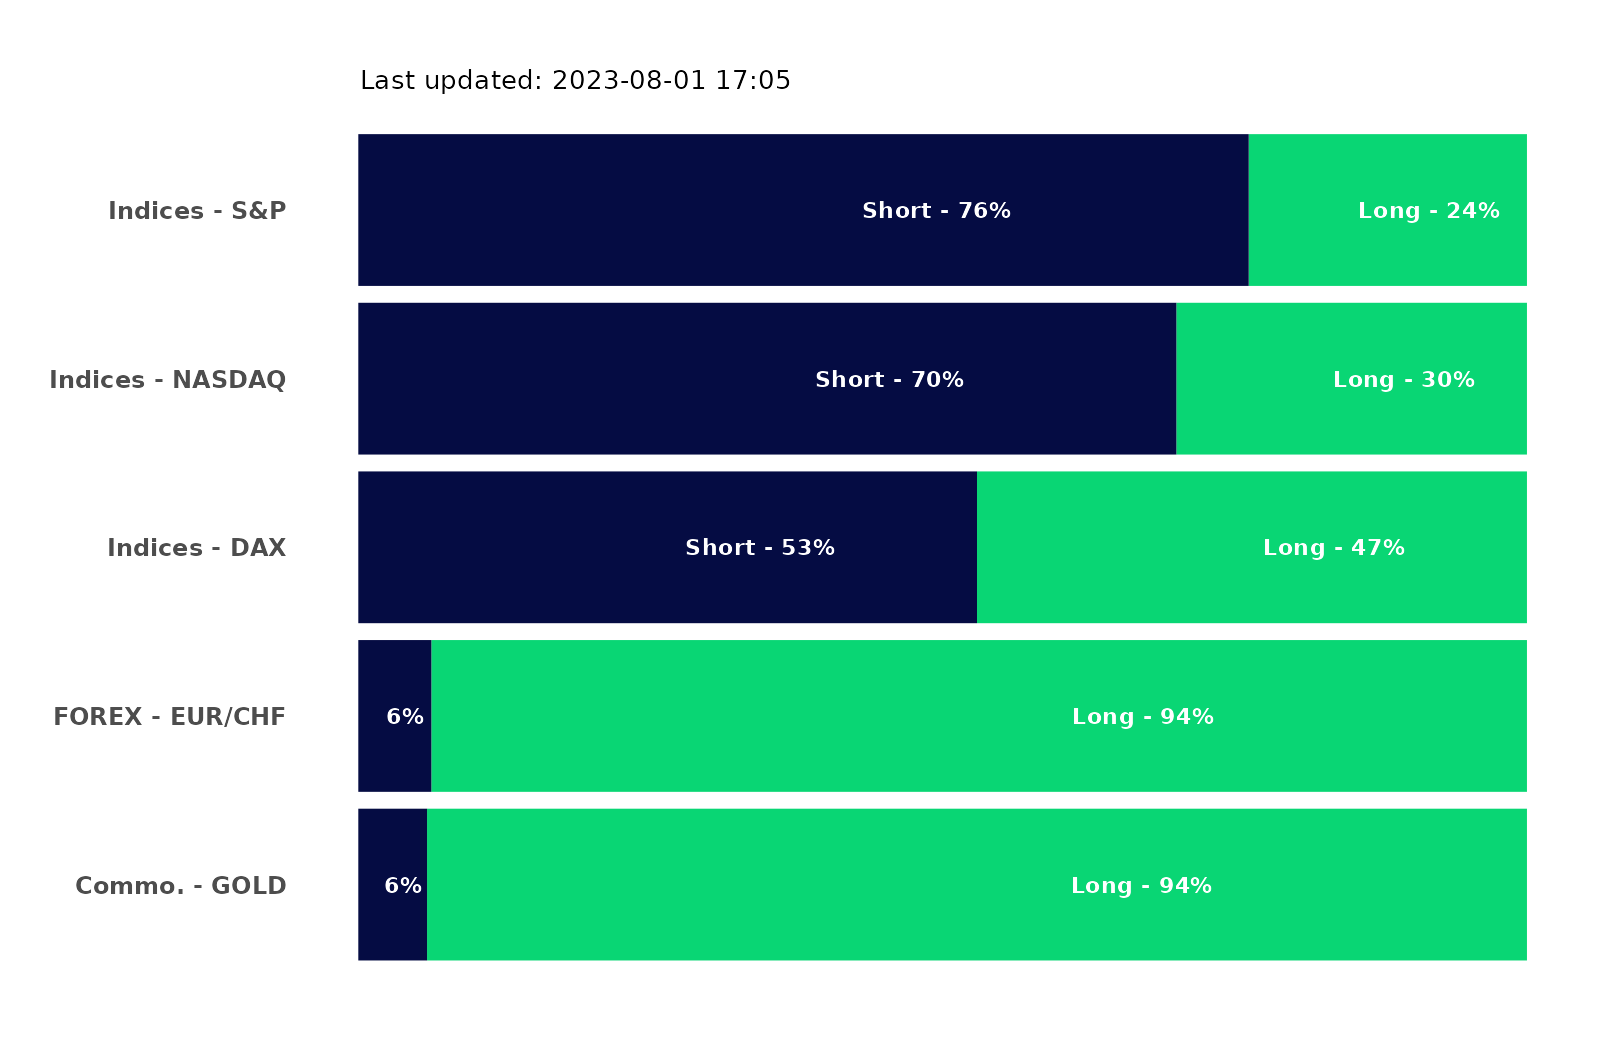 Last updated: 2023-08-01 17:05
Indices - S&P Short - 76% Long - 24%
Indices - NASDAQ Short - 70% Long - 30%
Indices - DAX Short - 53% Long - 47%
FOREX - EUR/CHF 6% Long - 94%
Commo. - GOLD 6% Long - 94%